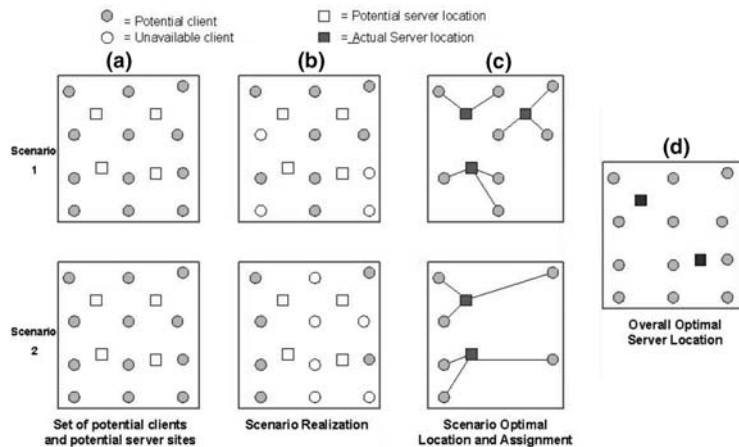 = Potential client
= Potential server location
= Unavailable client
= Actual Server location
(a)
(b)
(c)
(d)
Scenario
1
Scenario
2
Overall Optimal
Server Location
Set of potential clients
and potential server sites
Scenario Realization
Scenario Optimal
Location and Assignment